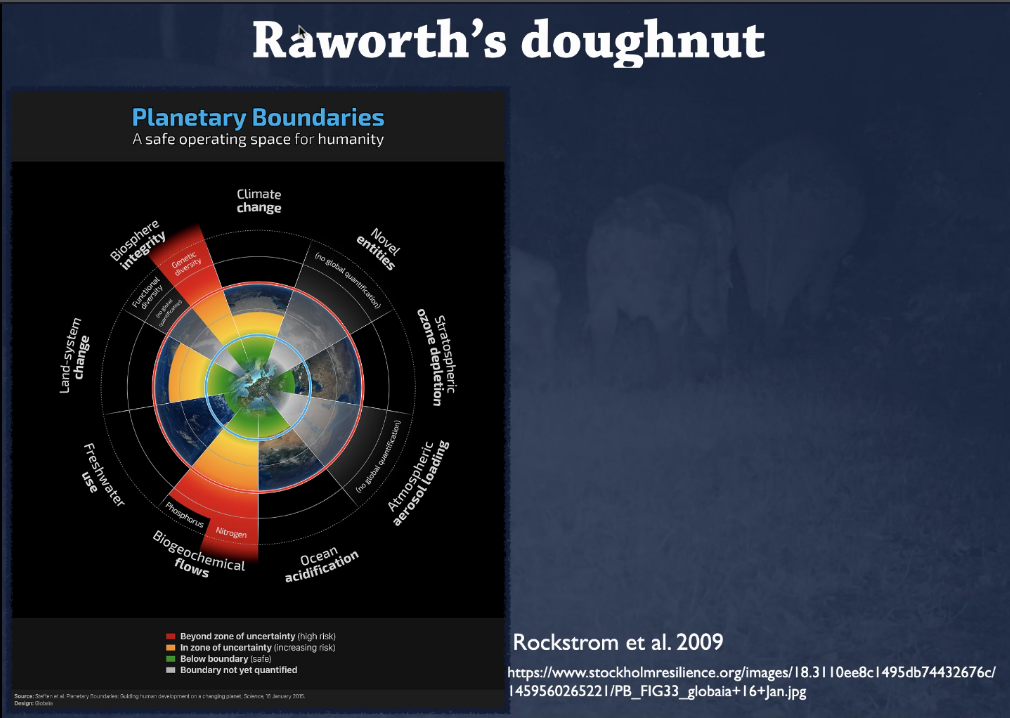 Raworth's doughnut
Planetary Boundaries
A safe operating space for humanity
Climate
change
Novel
entities
(no global quantification)
Stratospheric
ozone depletion
Atmospheric
aerosol loading
(no global quantification)
Ocean
acidification
Biogeochemical
flows
Phosphorus
Nitrogen
Freshwater
use
Land-system
change
Biosphere
integrity
Genetic
diversity
Functional
diversity
(no global
quantification)
Beyond zone of uncertainty (high risk)
In zone of uncertainty (increasing risk)
Below boundary (safe)
Boundary not yet quantified
Source: Steffen et al. Planetary Boundaries: Guiding human development on a changing planet, Science, 16 January 2015.
Design: Globaia
Rockstrom et al. 2009
https://www.stockholmresilience.org/images/18.3110ee8c1495db74432676c/
1459560265221/PB_FIG33_globaia+16+Jan.jpg